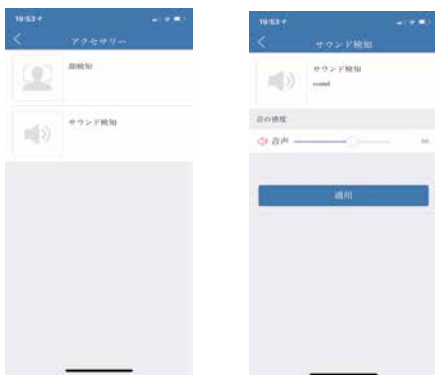 19:53
アクセサリー
顔検知
サウンド検知
19:53
サウンド検知
サウンド検知
sound
音の感度
音声
適用